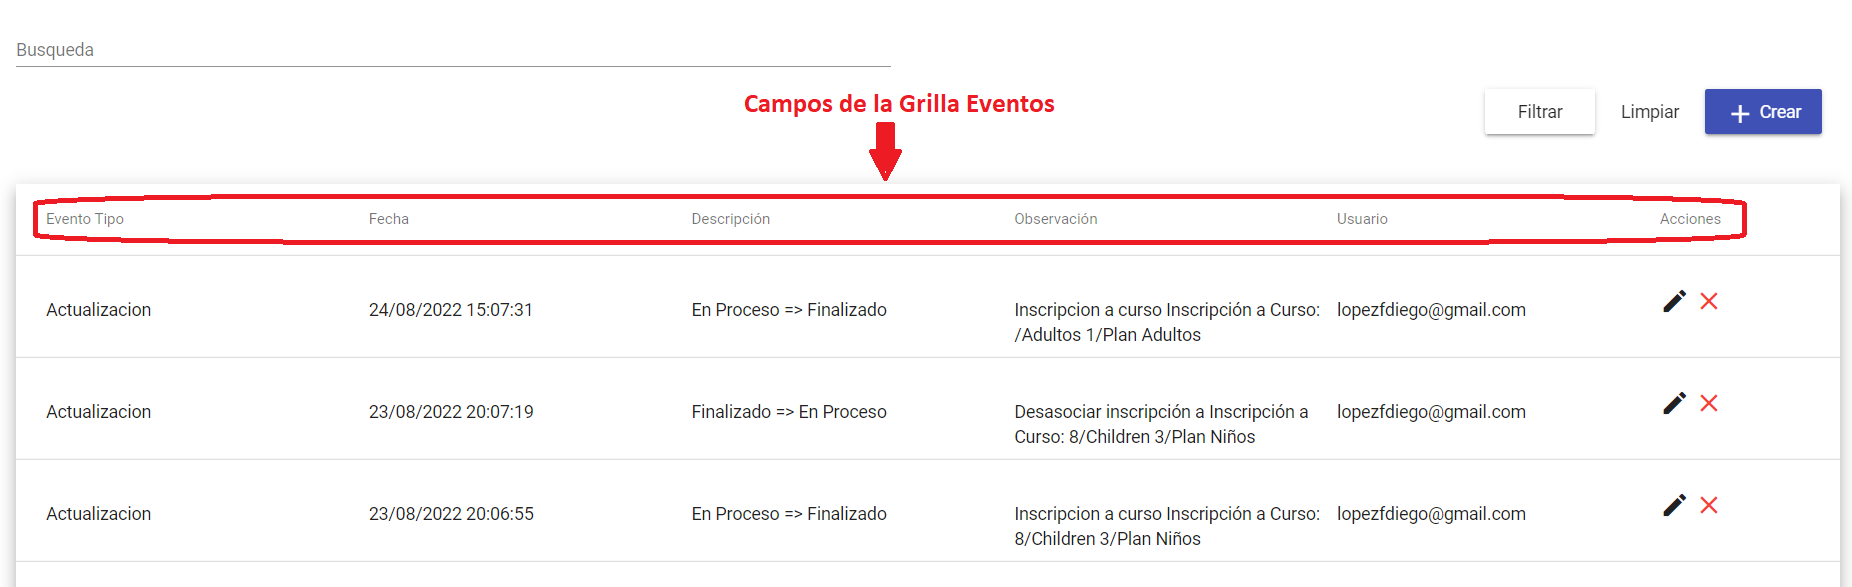 Busqueda
Campos de la Grilla Eventos
Filtrar Limpiar Crear
Evento Tipo Fecha Descripción Observación Usuario Acciones
Actualizacion 24/08/2022 15:07:31 En Proceso => Finalizado Inscripcion a curso Inscripción a Curso: lopezfdiego@gmail.com
/Adultos 1/Plan Adultos
Actualizacion 23/08/2022 20:07:19 Finalizado => En Proceso Desasociar inscripción a Inscripción a lopezfdiego@gmail.com
Curso: 8/Children 3/Plan Niños
Actualizacion 23/08/2022 20:06:55 En Proceso => Finalizado Inscripcion a curso Inscripción a Curso: lopezfdiego@gmail.com
8/Children 3/Plan Niños